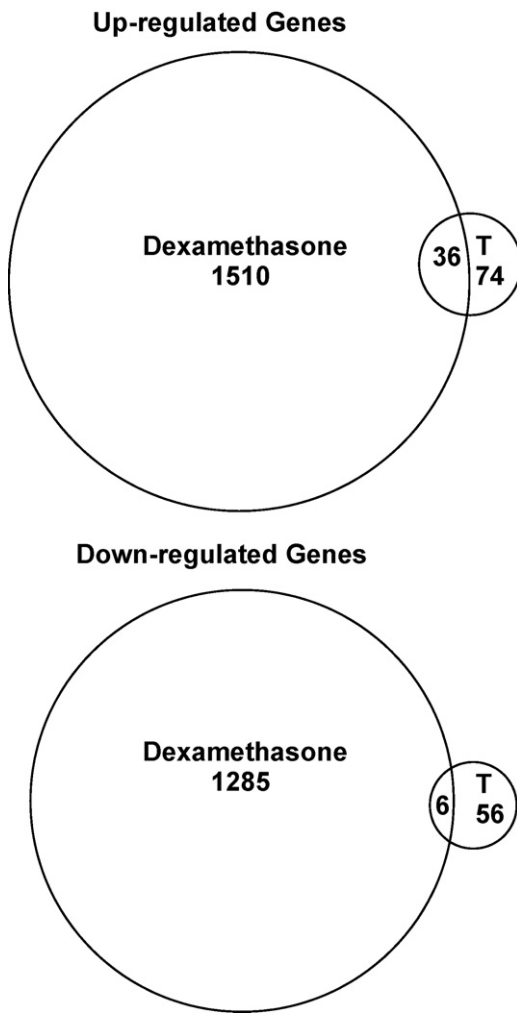 Up-regulated Genes
Dexamethasone
1510
36
T
74
Down-regulated Genes
Dexamethasone
1285
6
T
56